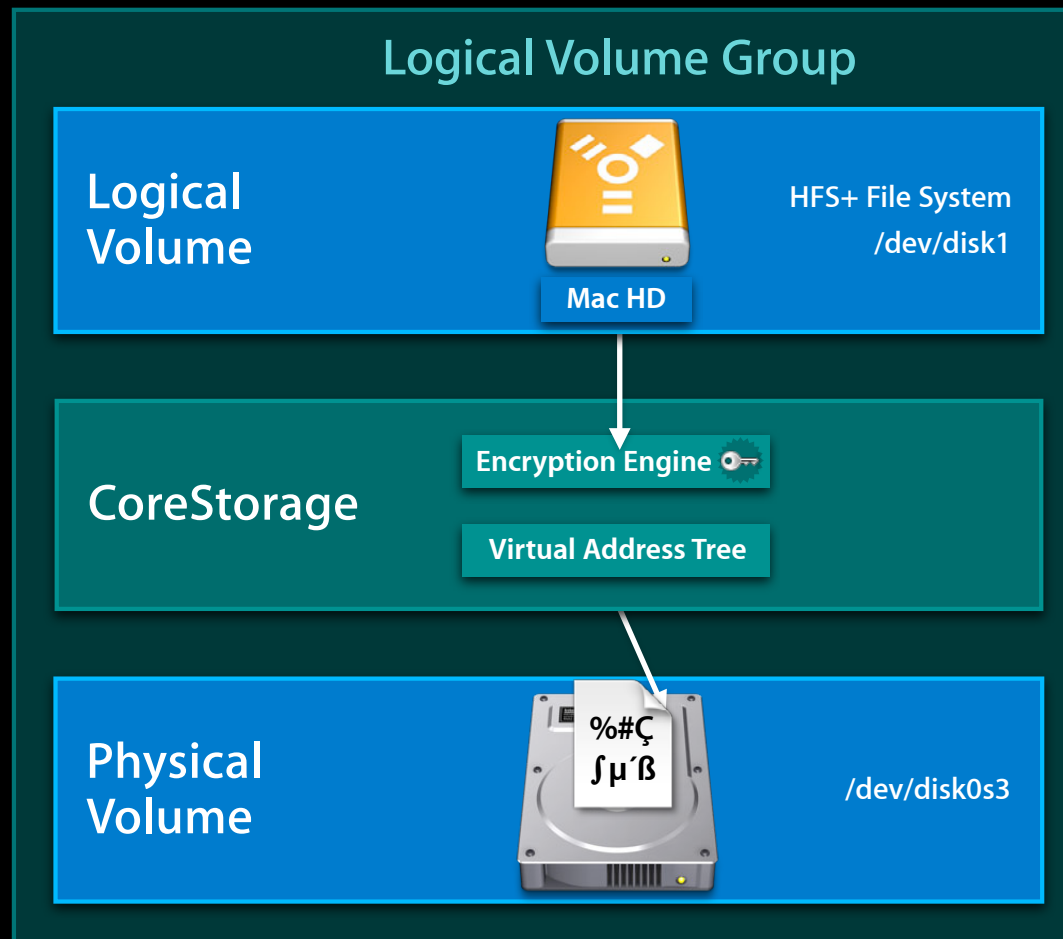 Logical Volume Group
Logical
Volume
Mac HD
HFS+ File System
/dev/disk1
CoreStorage
Encryption Engine
Virtual Address Tree
Physical
Volume
%#Ç
∫µ´ß
/dev/disk0s3